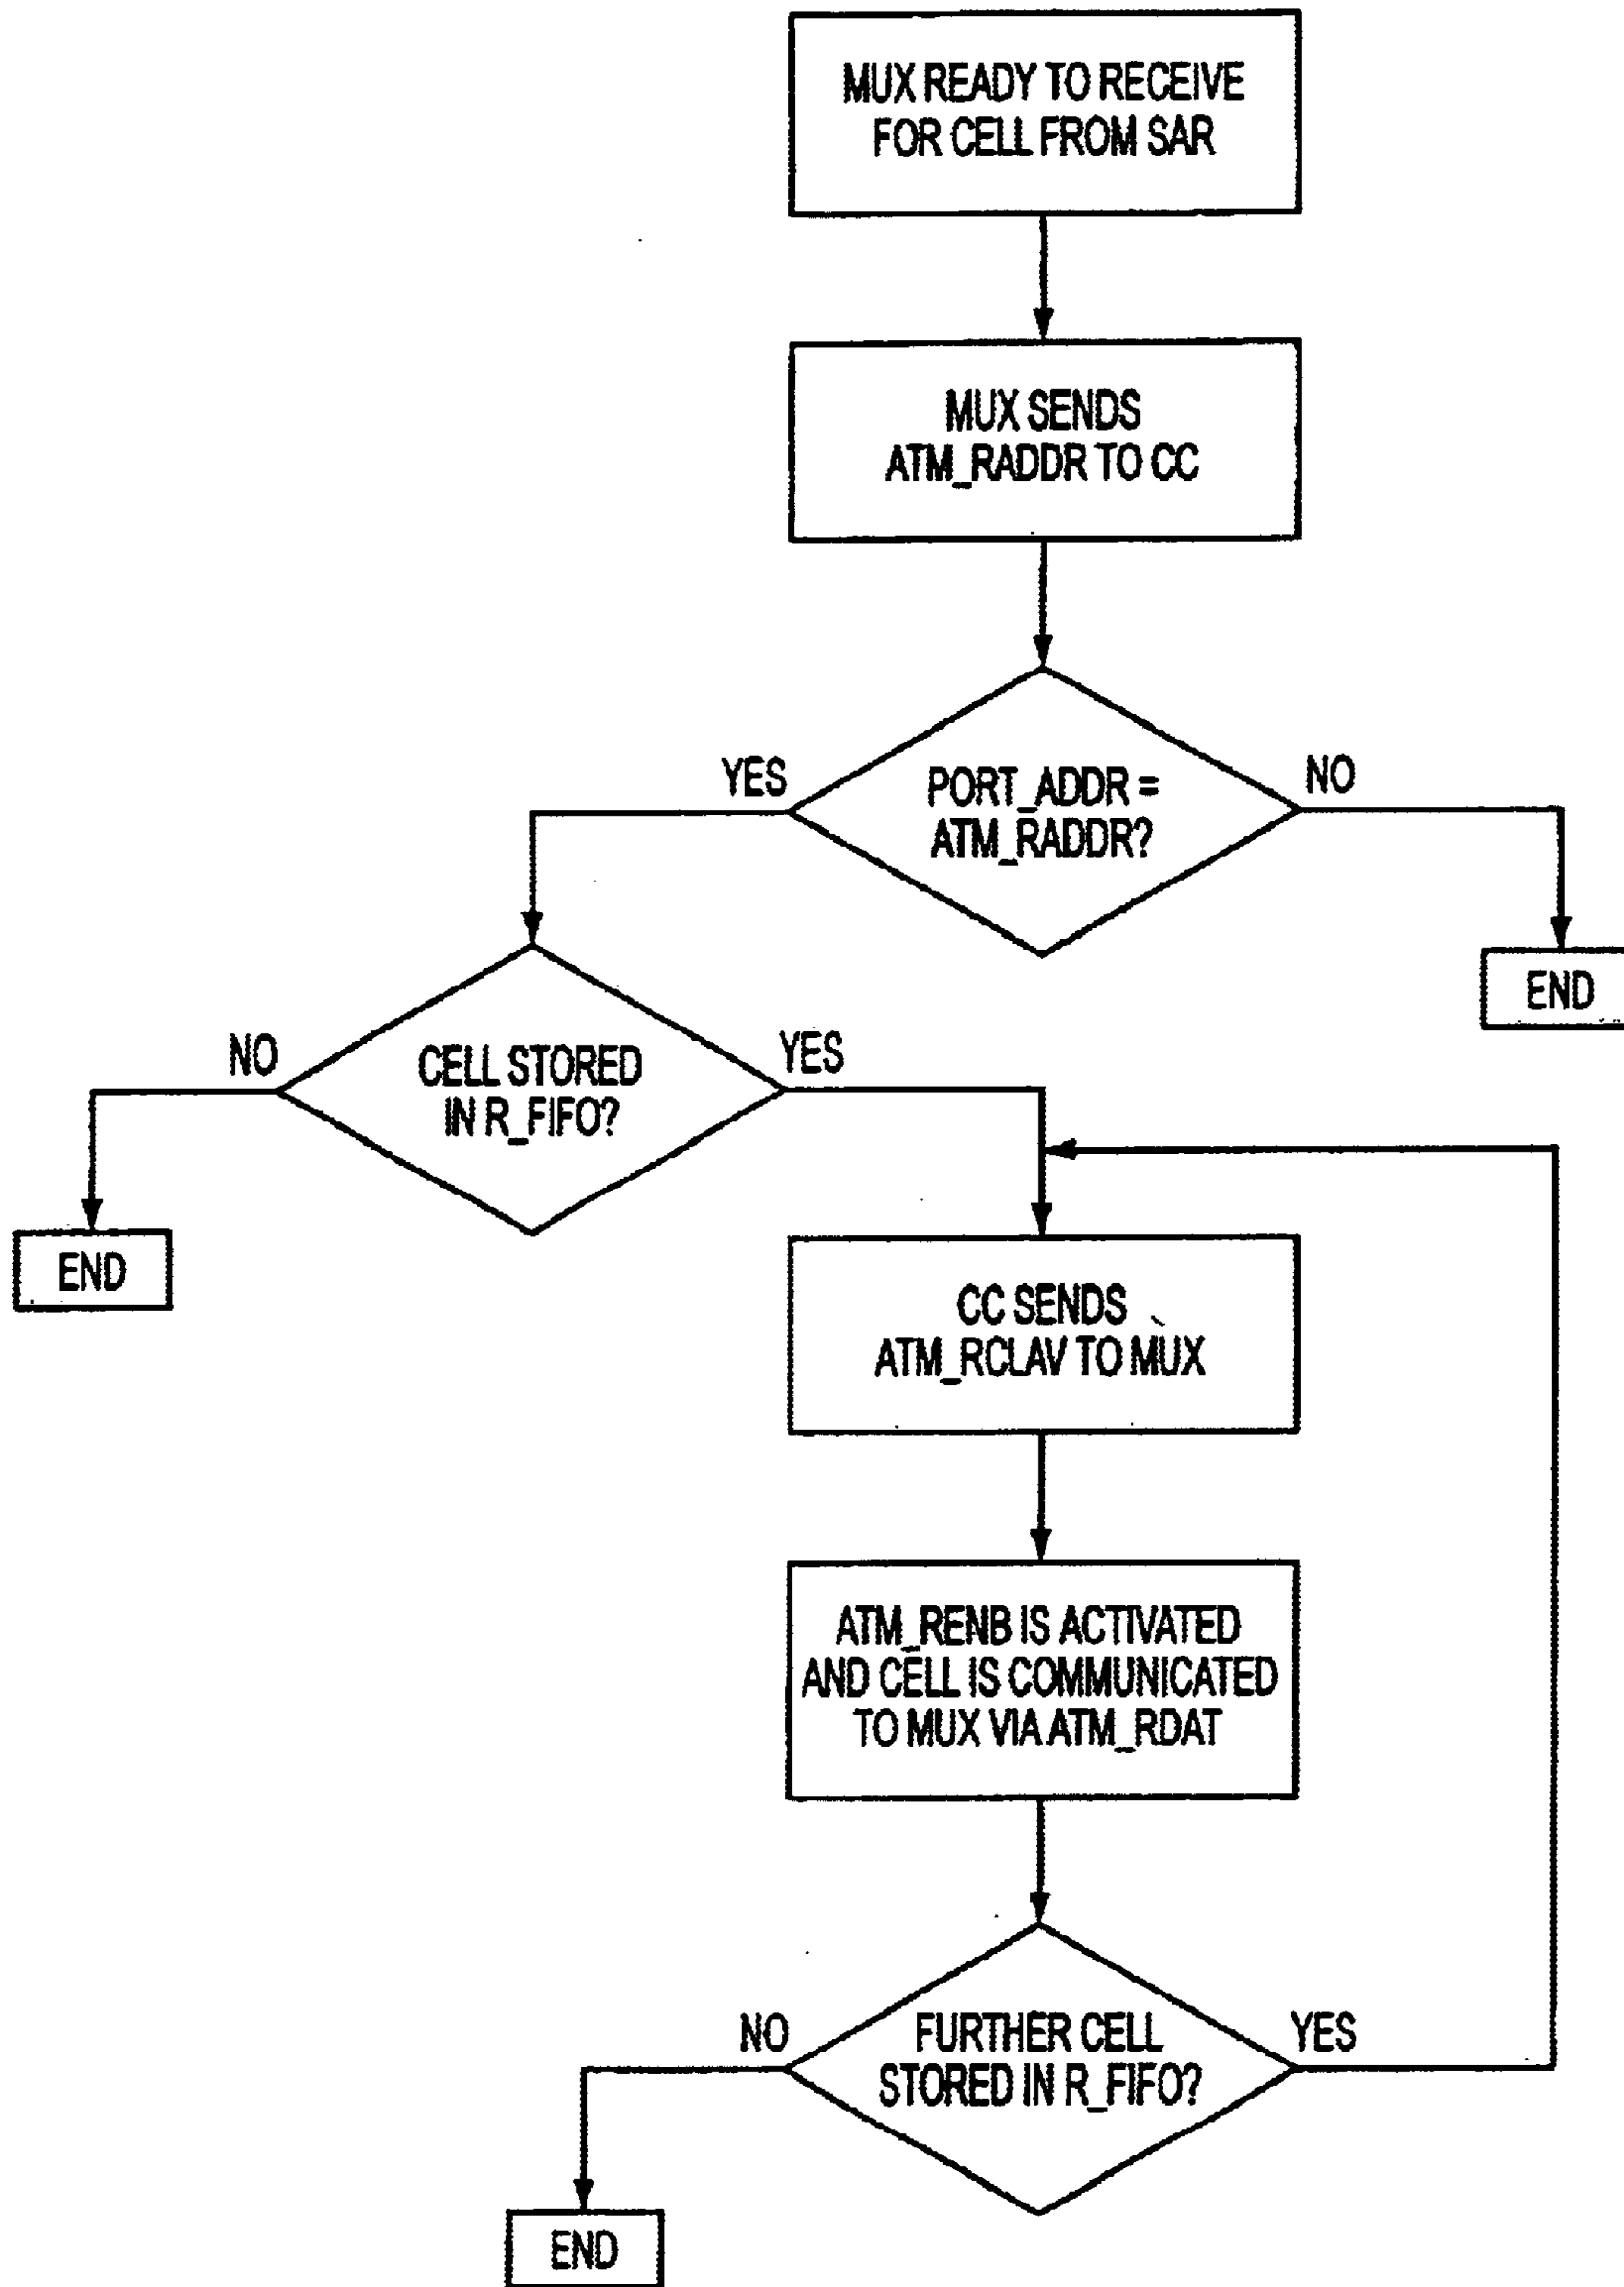 MUX READY TO RECEIVE
FOR CELL FROM SAR
MUX SENDS
ATM_RADDR TO CC
YES
PORT_ADDR =
ATM_RADDR?
NO
END
NO
CELL STORED
IN R_FIFO?
YES
END
CC SENDS
ATM_RCLAV TO MUX
ATM_RENB IS ACTIVATED
AND CELL IS COMMUNICATED
TO MUX VIA ATM_RDAT
NO
FURTHER CELL
STORED IN R_FIFO?
YES
END